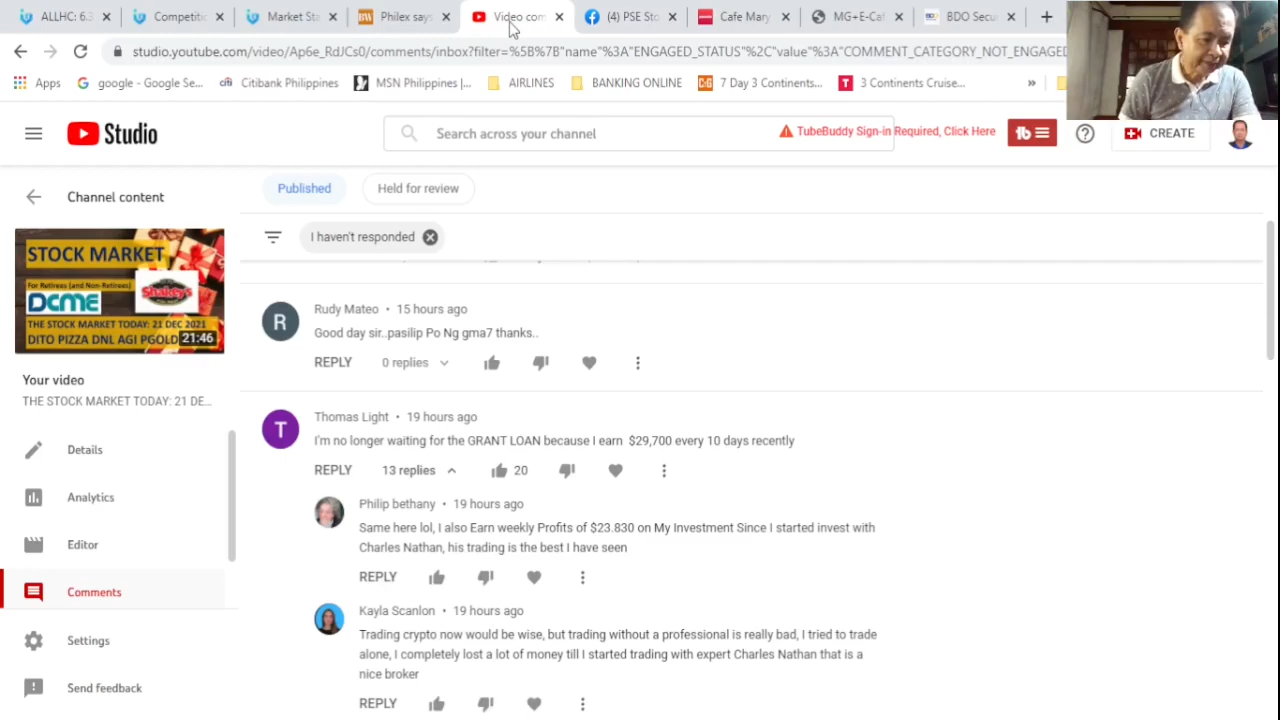 ALLHC: 6.3
Competitic
Market Sta
Philex says
Video com
(4) PSE Sto
Cafe Mary
MG+E-Caf
BDO Secu
studio.youtube.com/video/Ap6e_RdJCs0/comments/inbox?filter=%5B%7B"name"%3A"ENGAGED_STATUS"%2C"value"%3A"COMMENT_CATEGORY_NOT_ENGAGED
Apps
google - Google Se...
Citibank Philippines
MSN Philippines |...
AIRLINES
BANKING ONLINE
7 Day 3 Continents...
3 Continents Cruise...
Studio
Search across your channel
TubeBuddy Sign-in Required, Click Here
CREATE
Channel content
Published
Held for review
I haven't responded
STOCK MARKET
For Retirees (and Non-Retirees)
DCME
Shakey's
THE STOCK MARKET TODAY: 21 DEC 2021
DITO PIZZA DNL AGI PGOLD
21:46
Your video
THE STOCK MARKET TODAY: 21 DE...
Details
Analytics
Editor
Comments
Settings
Send feedback
R
Rudy Mateo • 15 hours ago
Good day sir..pasilip Po Ng gma7 thanks..
REPLY 0 replies
T
Thomas Light • 19 hours ago
I'm no longer waiting for the GRANT LOAN because I earn $29,700 every 10 days recently
REPLY 13 replies 20
Philip bethany • 19 hours ago
Same here lol, I also Earn weekly Profits of $23.830 on My Investment Since I started invest with
Charles Nathan, his trading is the best I have seen
REPLY
Kayla Scanlon • 19 hours ago
Trading crypto now would be wise, but trading without a professional is really bad, I tried to trade
alone, I completely lost a lot of money till I started trading with expert Charles Nathan that is a
nice broker
REPLY